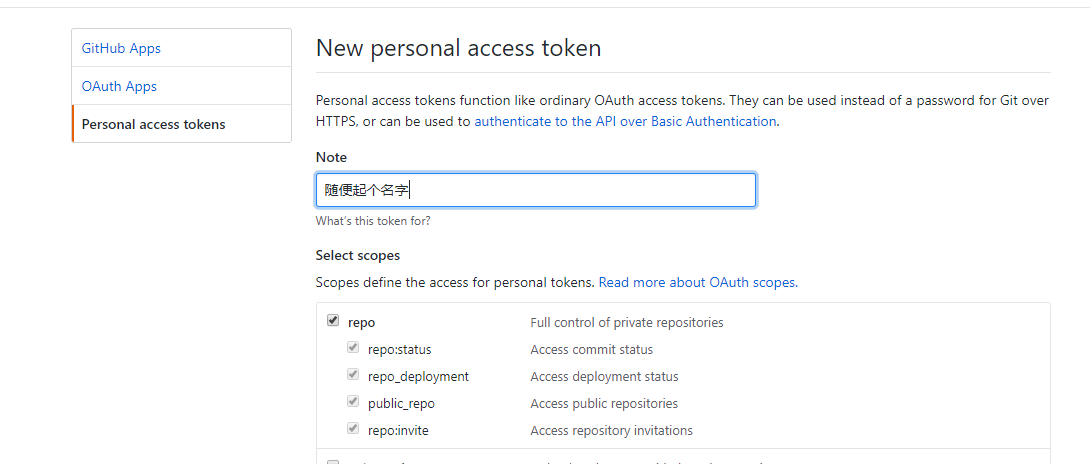 GitHub Apps
OAuth Apps
Personal access tokens
New personal access token
Personal access tokens function like ordinary OAuth access tokens. They can be used instead of a password for Git over
HTTPS, or can be used to authenticate to the API over Basic Authentication.
Note
随便起个名字
What's this token for?
Select scopes
Scopes define the access for personal tokens. Read more about OAuth scopes.
repo Full control of private repositories
repo:status Access commit status
repo_deployment Access deployment status
public_repo Access public repositories
repo:invite Access repository invitations